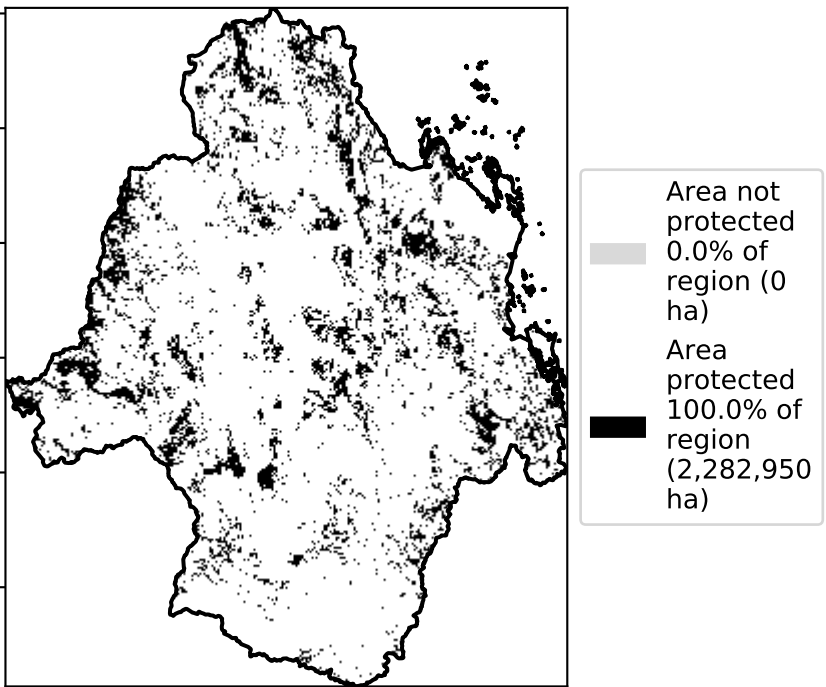 Area not
protected
0.0% of
region (0
ha)
Area
protected
100.0% of
region
(2,282,950
ha)